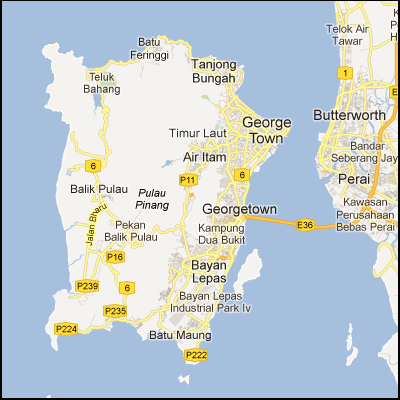 Telok Air
Tawar
Batu
Feringgi
Tanjong
Bungah
1
Teluk
Bahang
George
Town
Butterworth
Timur Laut
Air Itam
Bandar
Seberang Jay
6
6
P11
Perai
Balik Pulau
Pulau
Pinang
Georgetown
Kawasan
Perusahaan
Bebas Perai
E36
Jalan Bharu
Pekan
Balik Pulau
Kampung
Dua Bukit
P16
Bayan
Lepas
P239
6
Bayan Lepas
Industrial Park Iv
P235
P224
Batu Maung
P222